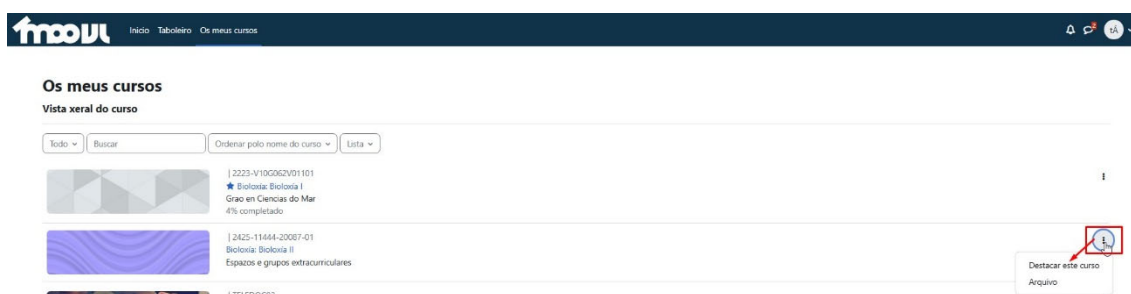 moovi Inicio Taboleiro Os meus cursos 2 tA
Os meus cursos
Vista xeral do curso
Todo Buscar Ordenar polo nome do curso Lista
| 2223-V10G062V01101
Bioloxía: Bioloxía I
Grao en Ciencias do Mar
4% completado
| 2425-11444-20087-01
Bioloxía: Bioloxía II
Espazos e grupos extracurriculares
Destacar este curso
Arquivo